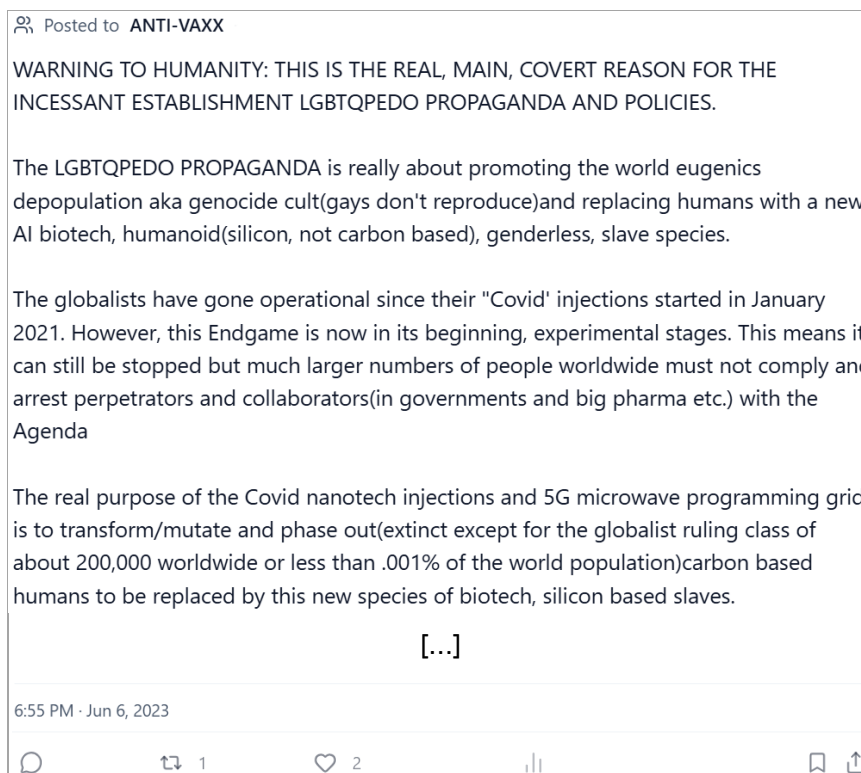 Posted to ANTI-VAXX
WARNING TO HUMANITY: THIS IS THE REAL, MAIN, COVERT REASON FOR THE
INCESSANT ESTABLISHMENT LGBTQPEDO PROPAGANDA AND POLICIES.
The LGBTQPEDO PROPAGANDA is really about promoting the world eugenics
depopulation aka genocide cult(gays don't reproduce)and replacing humans with a new
AI biotech, humanoid(silicon, not carbon based), genderless, slave species.
The globalists have gone operational since their "Covid' injections started in January
2021. However, this Endgame is now in its beginning, experimental stages. This means it
can still be stopped but much larger numbers of people worldwide must not comply and
arrest perpetrators and collaborators(in governments and big pharma etc.) with the
Agenda
The real purpose of the Covid nanotech injections and 5G microwave programming grid
is to transform/mutate and phase out(extinct except for the globalist ruling class of
about 200,000 worldwide or less than .001% of the world population)carbon based
humans to be replaced by this new species of biotech, silicon based slaves.
[...]
6:55 PM · Jun 6, 2023
1 2